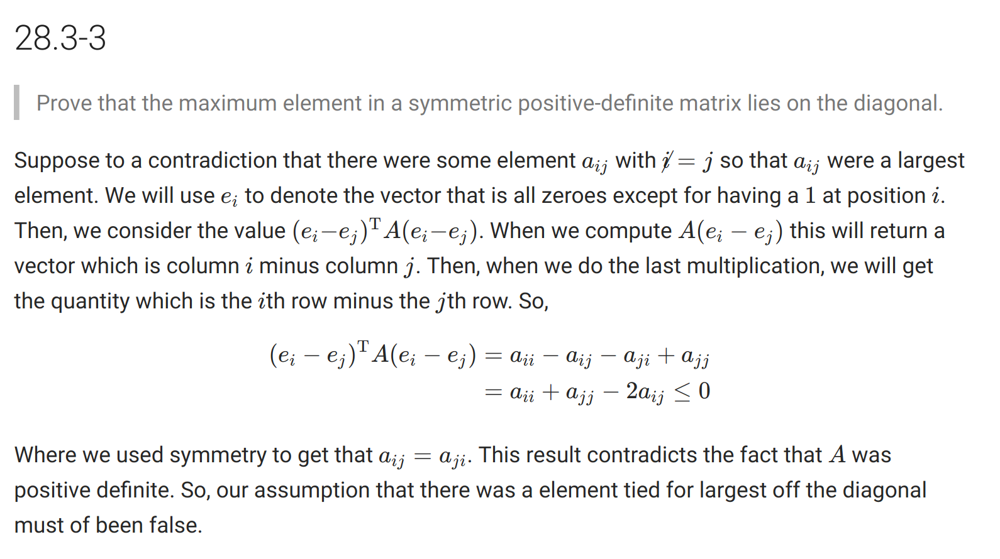 28.3-3
Prove that the maximum element in a symmetric positive-definite matrix lies on the diagonal.
Suppose to a contradiction that there were some element $a_{ij}$ with $\not i = j$ so that $a_{ij}$ were a largest
element. We will use $e_i$ to denote the vector that is all zeroes except for having a $1$ at position $i$.
Then, we consider the value $(e_i - e_j)^{\mathrm{T}} A(e_i - e_j)$. When we compute $A(e_i - e_j)$ this will return a
vector which is column $i$ minus column $j$. Then, when we do the last multiplication, we will get
the quantity which is the $i$th row minus the $j$th row. So,
$(e_i - e_j)^{\mathrm{T}} A(e_i - e_j) = a_{ii} - a_{ij} - a_{ji} + a_{jj}$
$= a_{ii} + a_{jj} - 2a_{ij} \leq 0$
Where we used symmetry to get that $a_{ij} = a_{ji}$. This result contradicts the fact that $A$ was
positive definite. So, our assumption that there was a element tied for largest off the diagonal
must of been false.